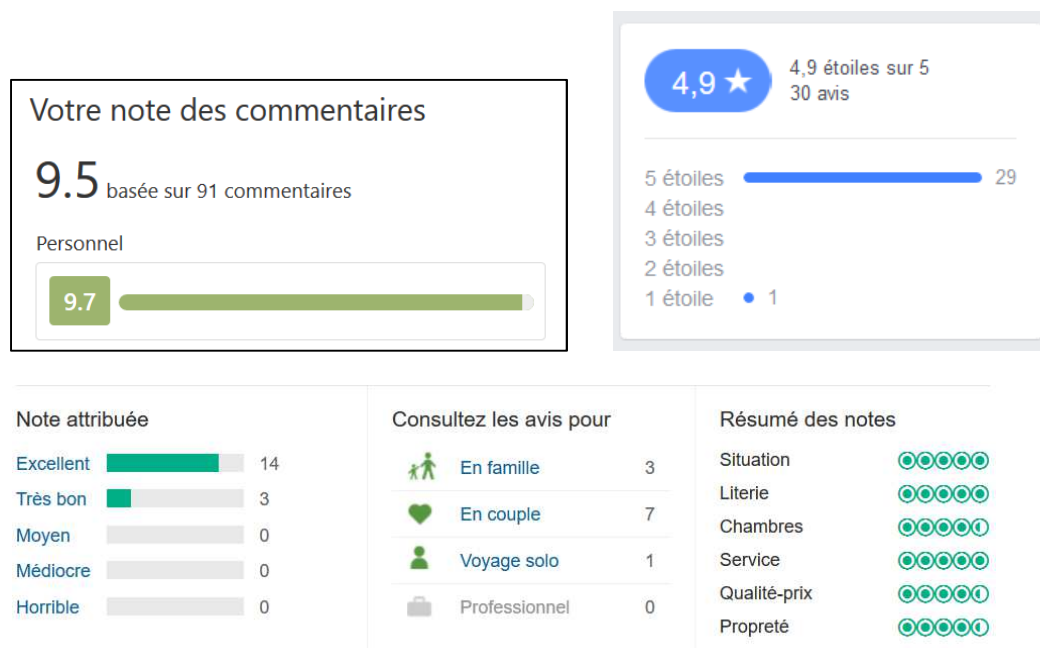 Votre note des commentaires
9.5 basée sur 91 commentaires
Personnel
9.7
4,9 ★
4,9 étoiles sur 5
30 avis
5 étoiles 29
4 étoiles
3 étoiles
2 étoiles
1 étoile 1
Note attribuée
Excellent 14
Très bon 3
Moyen 0
Médiocre 0
Horrible 0
Consultez les avis pour
En famille 3
En couple 7
Voyage solo 1
Professionnel 0
Résumé des notes
Situation
Literie
Chambres
Service
Qualité-prix
Propreté